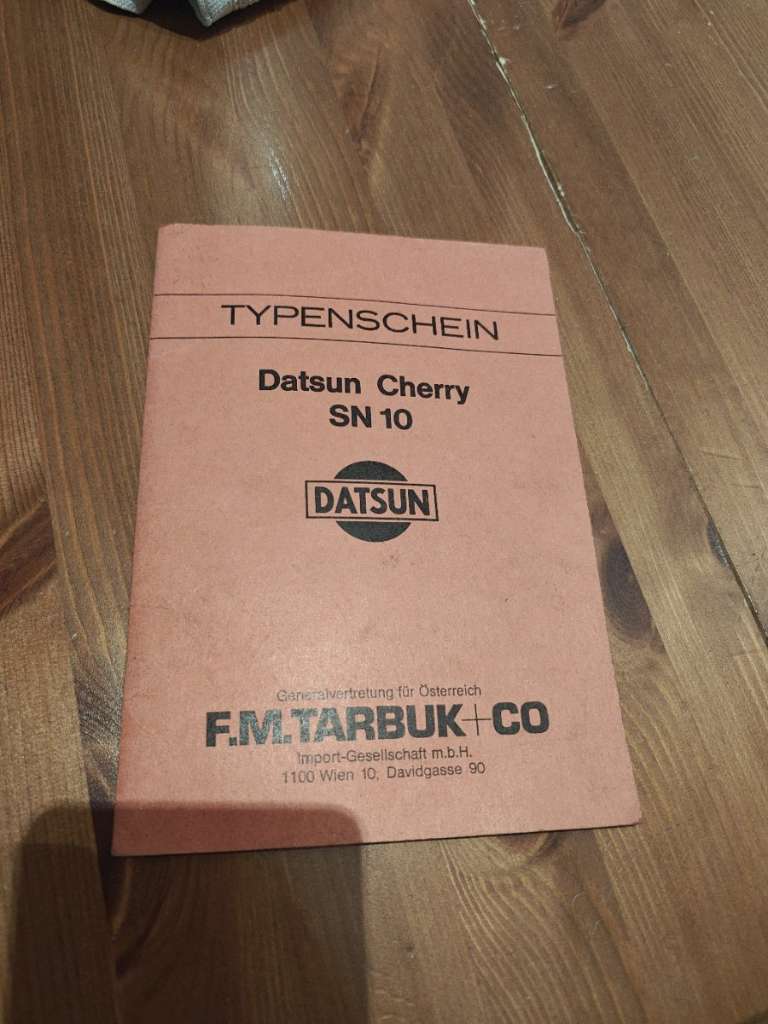 TYPENSCHEIN
Datsun Cherry
SN 10
DATSUN
Generalvertretung für Österreich
F.M.TARBUK+CO
Import-Gesellschaft m.b.H.
1100 Wien 10, Davidgasse 90